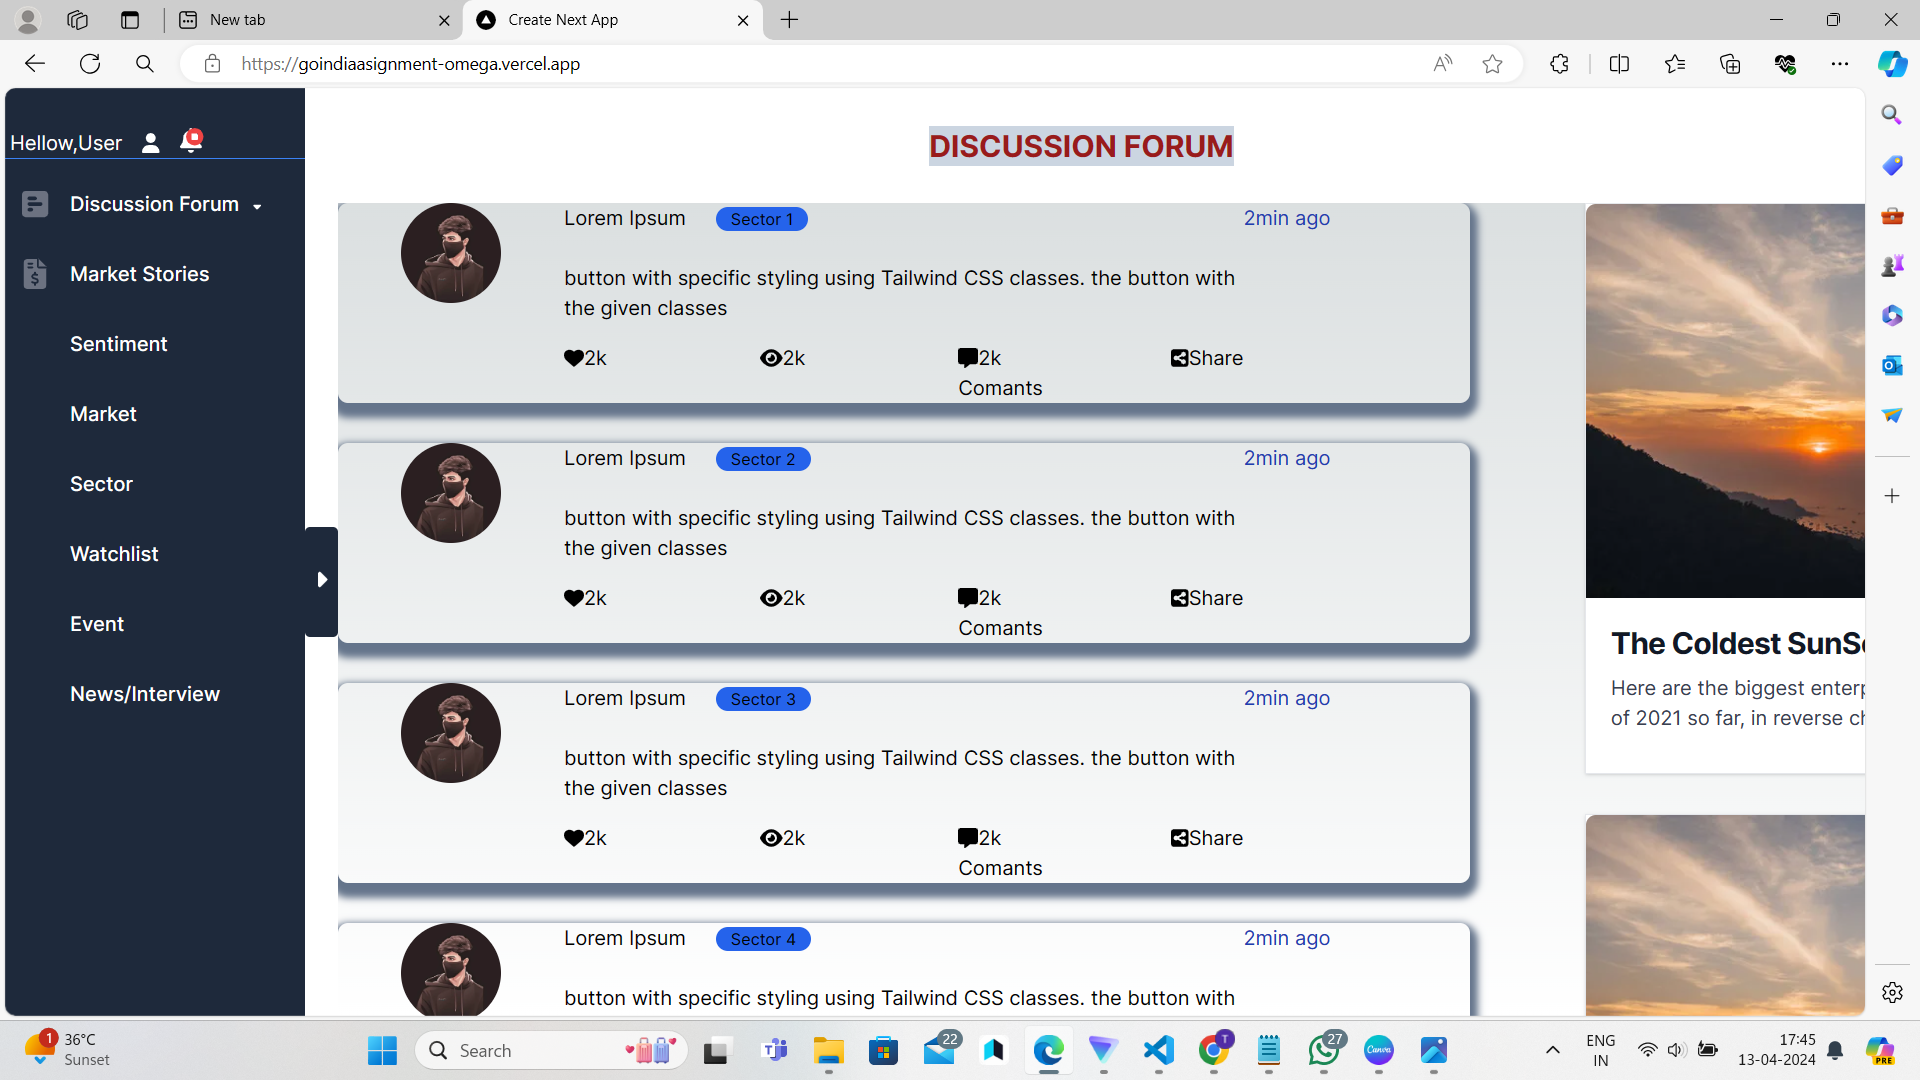 New tab
Create Next App
https://goindiaasignment-omega.vercel.app
Hellow,User
Discussion Forum
Market Stories
Sentiment
Market
Sector
Watchlist
Event
News/Interview
DISCUSSION FORUM
Lorem Ipsum Sector 1 2min ago
button with specific styling using Tailwind CSS classes. the button with
the given classes
2k 2k 2k Share
Comants
Lorem Ipsum Sector 2 2min ago
button with specific styling using Tailwind CSS classes. the button with
the given classes
2k 2k 2k Share
Comants
Lorem Ipsum Sector 3 2min ago
button with specific styling using Tailwind CSS classes. the button with
the given classes
2k 2k 2k Share
Comants
Lorem Ipsum Sector 4 2min ago
button with specific styling using Tailwind CSS classes. the button with
The Coldest SunS
Here are the biggest enter
of 2021 so far, in reverse c
1
36°C
Sunset
Search
22
T
27
Canva
PRE
ENG
IN
17:45
13-04-2024